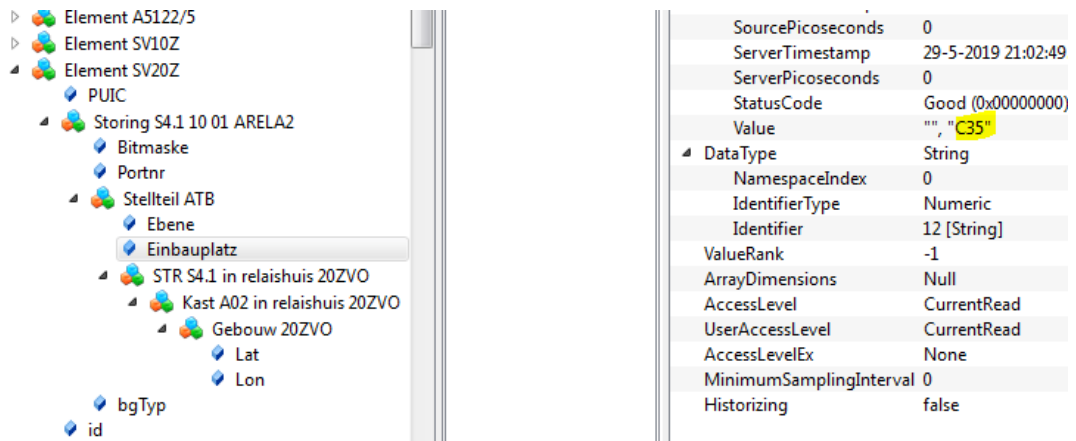 Element A5122/5
Element SV10Z
Element SV20Z
PUIC
Storing S4.1 10 01 ARELA2
Bitmaske
Portnr
Stellteil ATB
Ebene
Einbauplatz
STR S4.1 in relaishuis 20ZVO
Kast A02 in relaishuis 20ZVO
Gebouw 20ZVO
Lat
Lon
bgTyp
id
SourcePicoseconds 0
ServerTimestamp 29-5-2019 21:02:49
ServerPicoseconds 0
StatusCode Good (0x00000000)
Value "", "C35"
DataType String
NamespaceIndex 0
IdentifierType Numeric
Identifier 12 [String]
ValueRank -1
ArrayDimensions Null
AccessLevel CurrentRead
UserAccessLevel CurrentRead
AccessLevelEx None
MinimumSamplingInterval 0
Historizing false